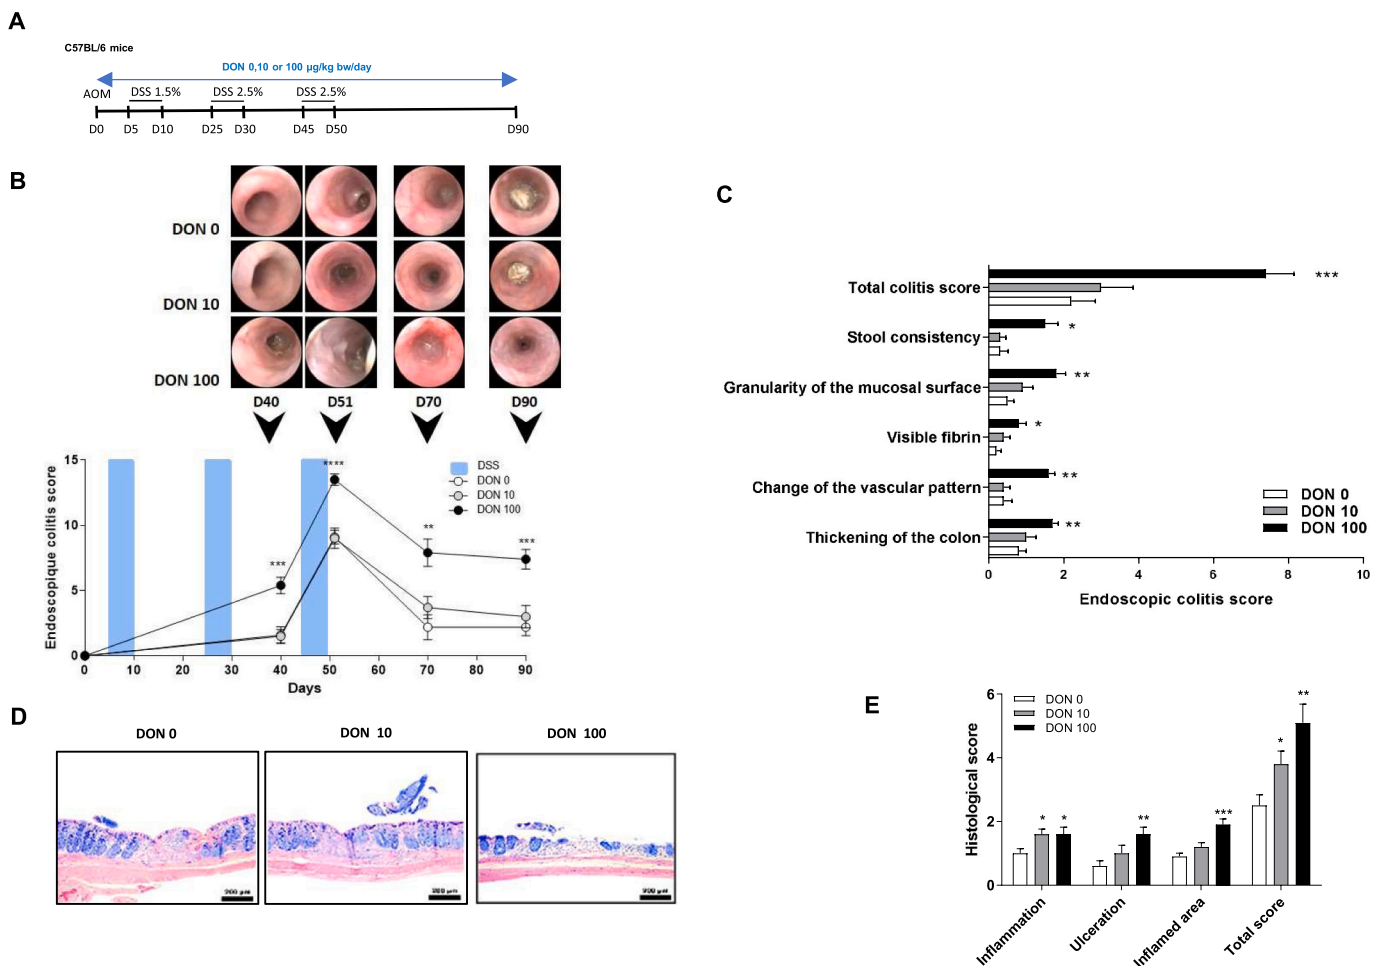 A
C57BL/6 mice
DON 0,10 or 100 µg/kg bw/day
AOM
DSS 1.5%
DSS 2.5%
DSS 2.5%
D0
D5
D10
D25
D30
D45
D50
D90
B
DON 0
DON 10
DON 100
D40
D51
D70
D90
Endoscopique colitis score
15
10
5
0
***
****
**
***
DSS
DON 0
DON 10
DON 100
0
10
20
30
40
50
60
70
80
90
Days
C
Total colitis score
***
Stool consistency
*
Granularity of the mucosal surface
**
Visible fibrin
*
Change of the vascular pattern
**
Thickening of the colon
**
DON 0
DON 10
DON 100
0
2
4
6
8
10
Endoscopic colitis score
D
DON 0
DON 10
DON 100
200 µm
200 µm
200 µm
E
Histological score
6
4
2
0
DON 0
DON 10
DON 100
*
*
**
***
*
**
Inflammation
Ulceration
Inflamed area
Total score